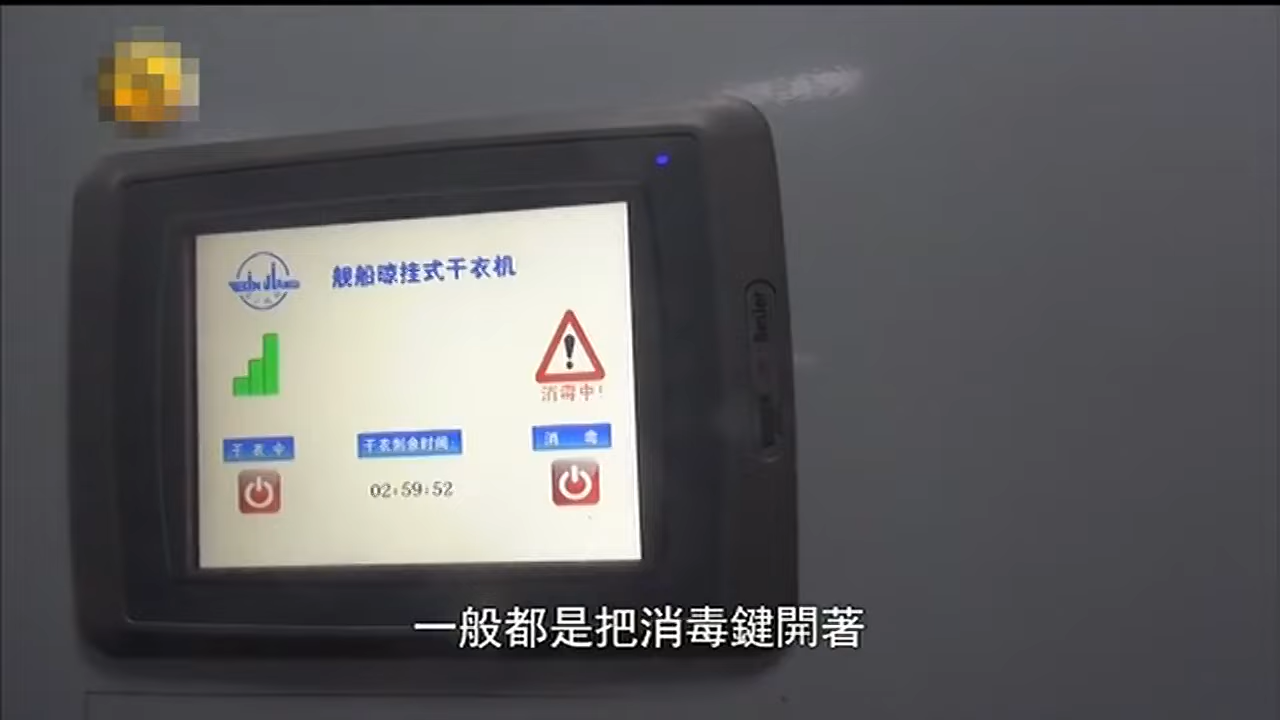 舰船晾挂式干衣机
消毒中!
干衣中
干衣剩余时间:
消 毒
02:59:52
一般都是把消毒鍵開著